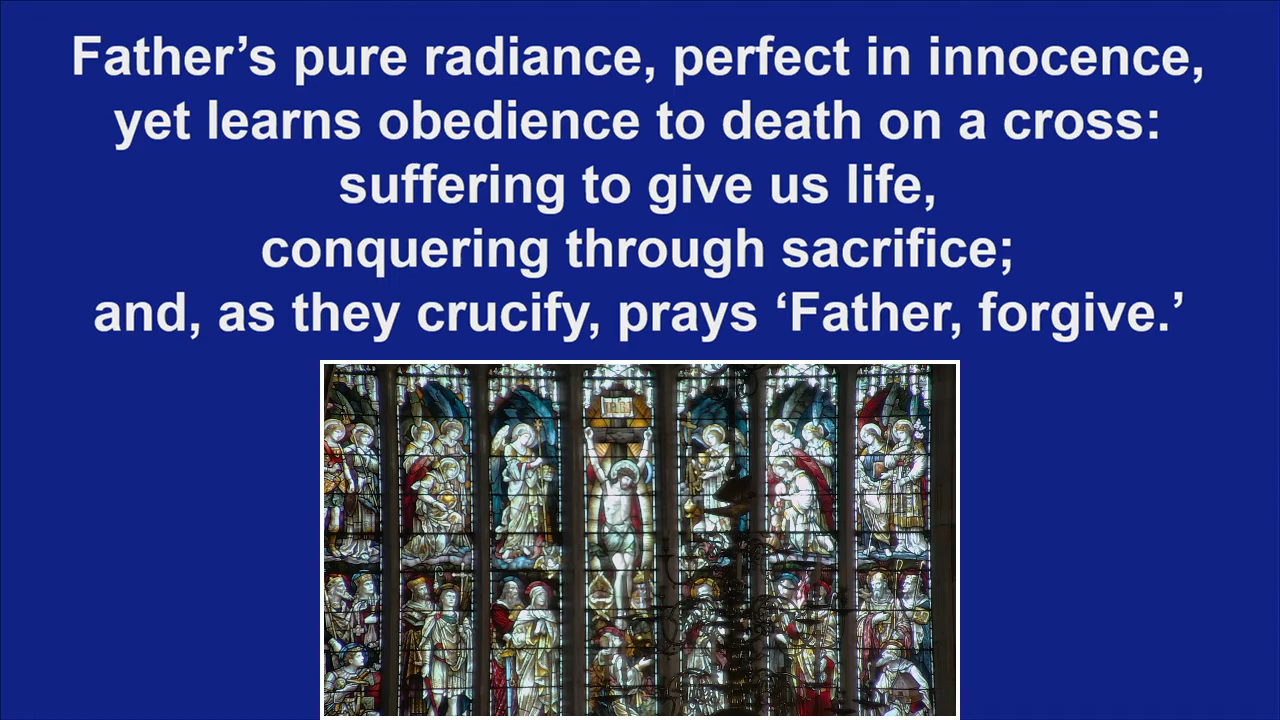 Father’s pure radiance, perfect in innocence,
yet learns obedience to death on a cross:
suffering to give us life,
conquering through sacrifice;
and, as they crucify, prays ‘Father, forgive.’